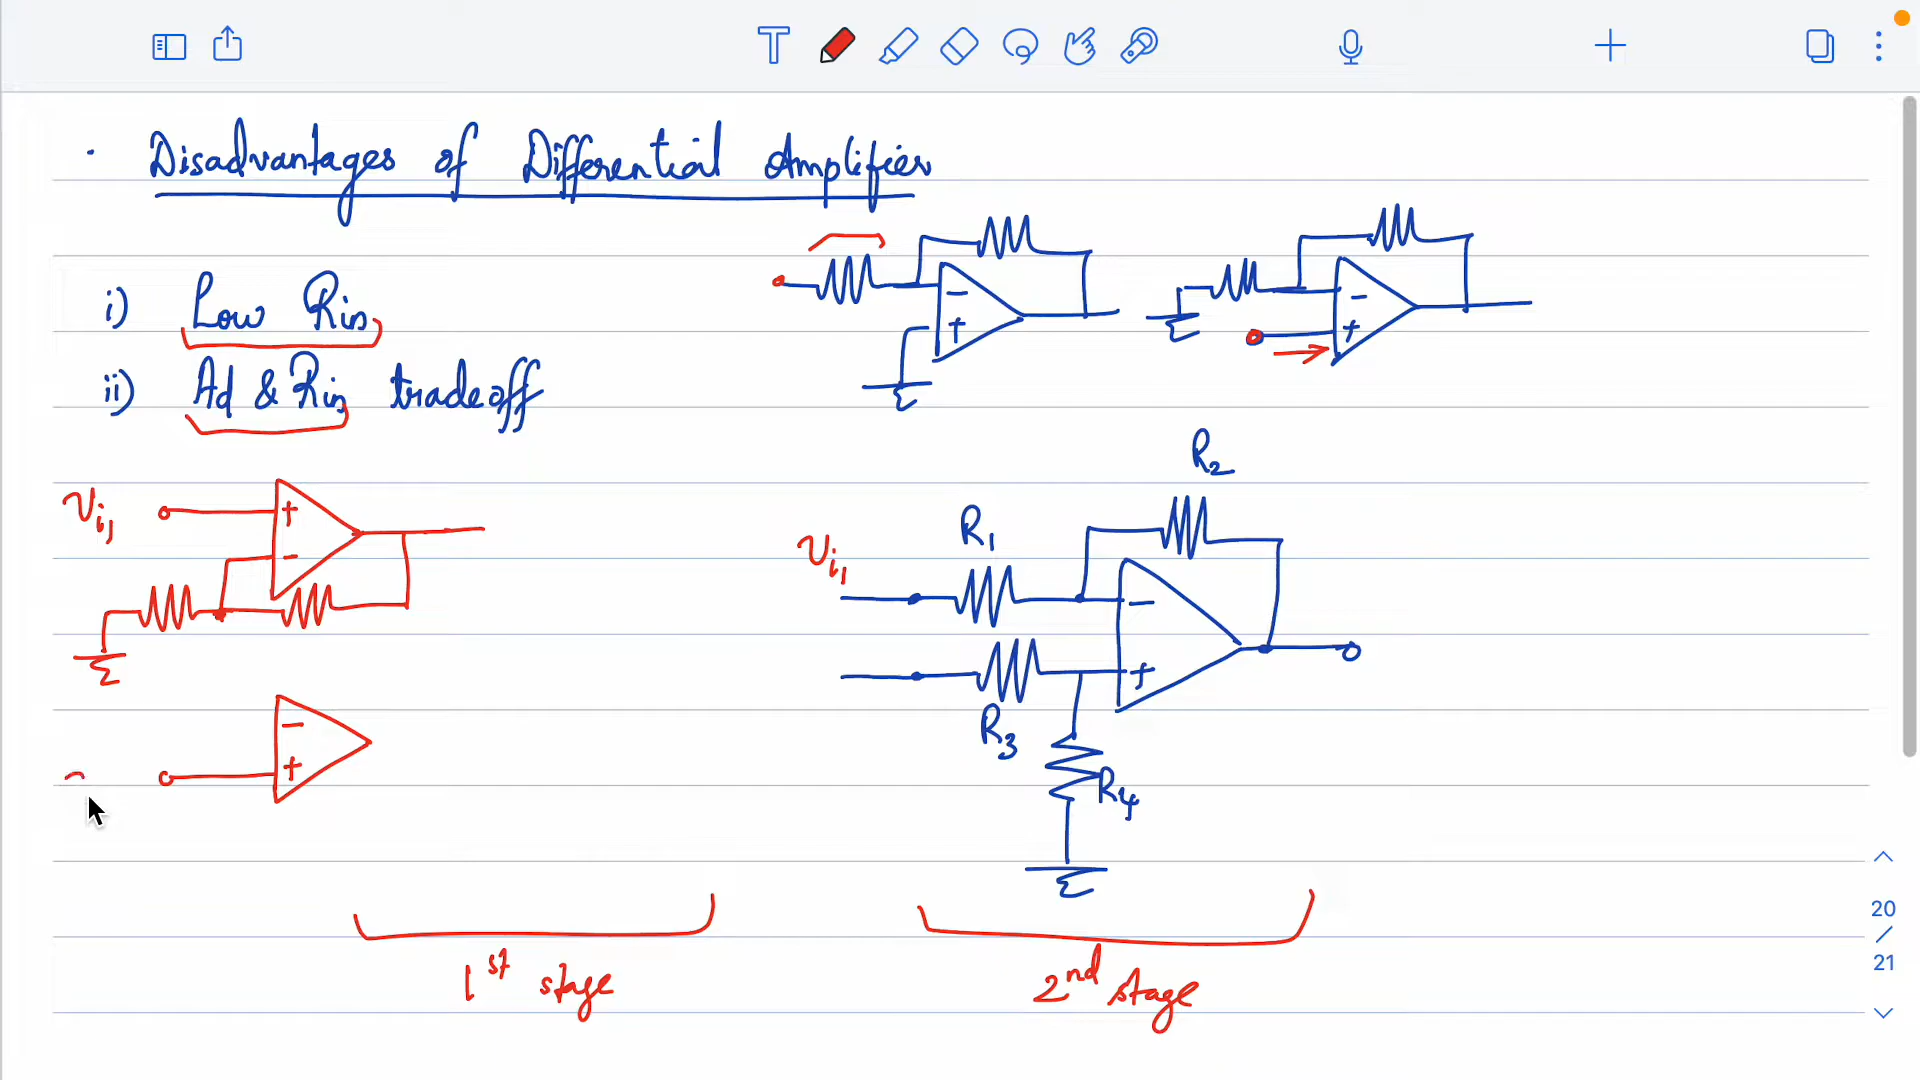 · Disadvantages of Differential Amplifier
i) Low Rin
ii) Ad & Rin tradeoff
R2
Vi1
+
-
Vi1
R1
-
+
R3
R4
-
+
-
+
-
+
1st stage
2nd stage
20
/
21
T